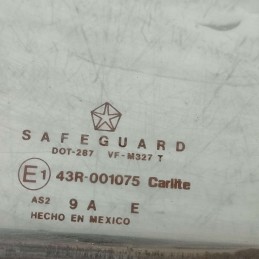 SAFEGUARD
DOT-287 VF-M327 T
E1 43R-001075 Carlite
AS2 9 A E
HECHO EN MEXICO